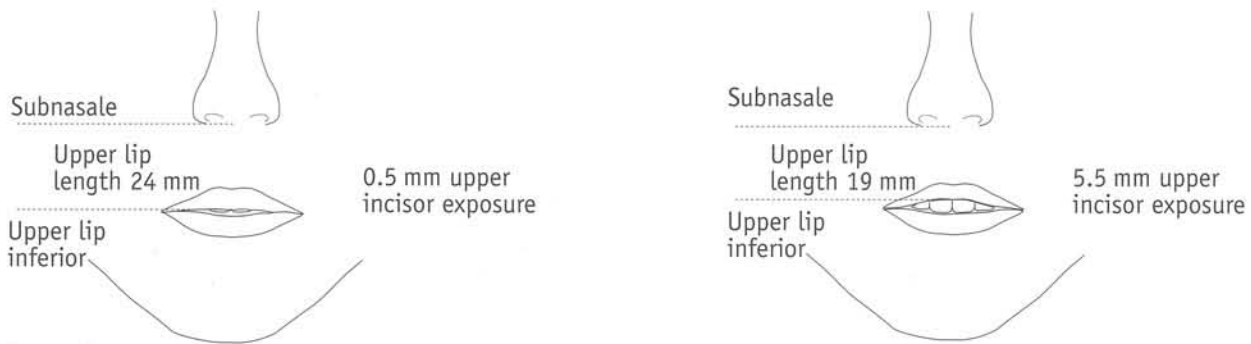 Subnasale
Upper lip
length 24 mm
0.5 mm upper
incisor exposure
Upper lip
inferior
Subnasale
Upper lip
length 19 mm
5.5 mm upper
incisor exposure
Upper lip
inferior